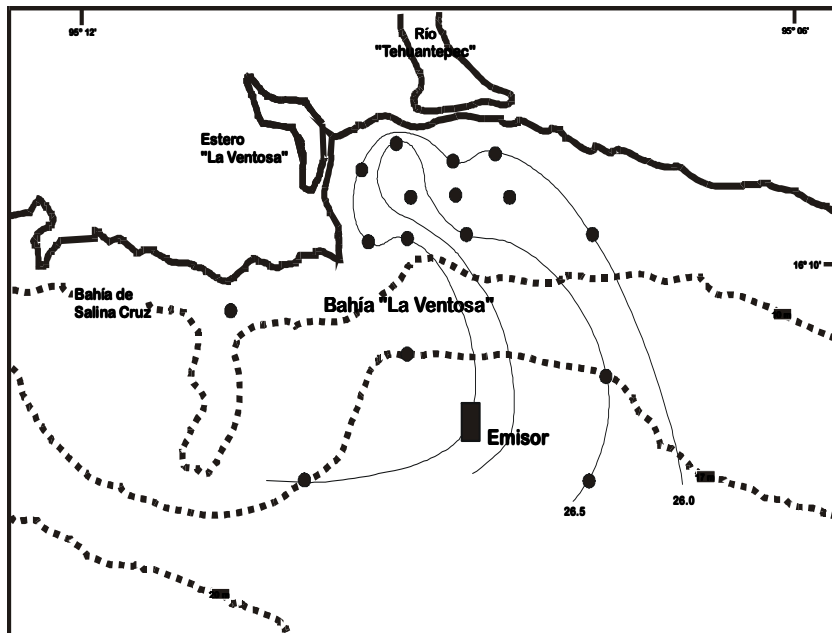 95° 12'
95° 06'
Río
"Tehuantepec"
Estero
"La Ventosa"
16° 10'
Bahía de
Salina Cruz
Bahía "La Ventosa"
Emisor
26.5
26.0